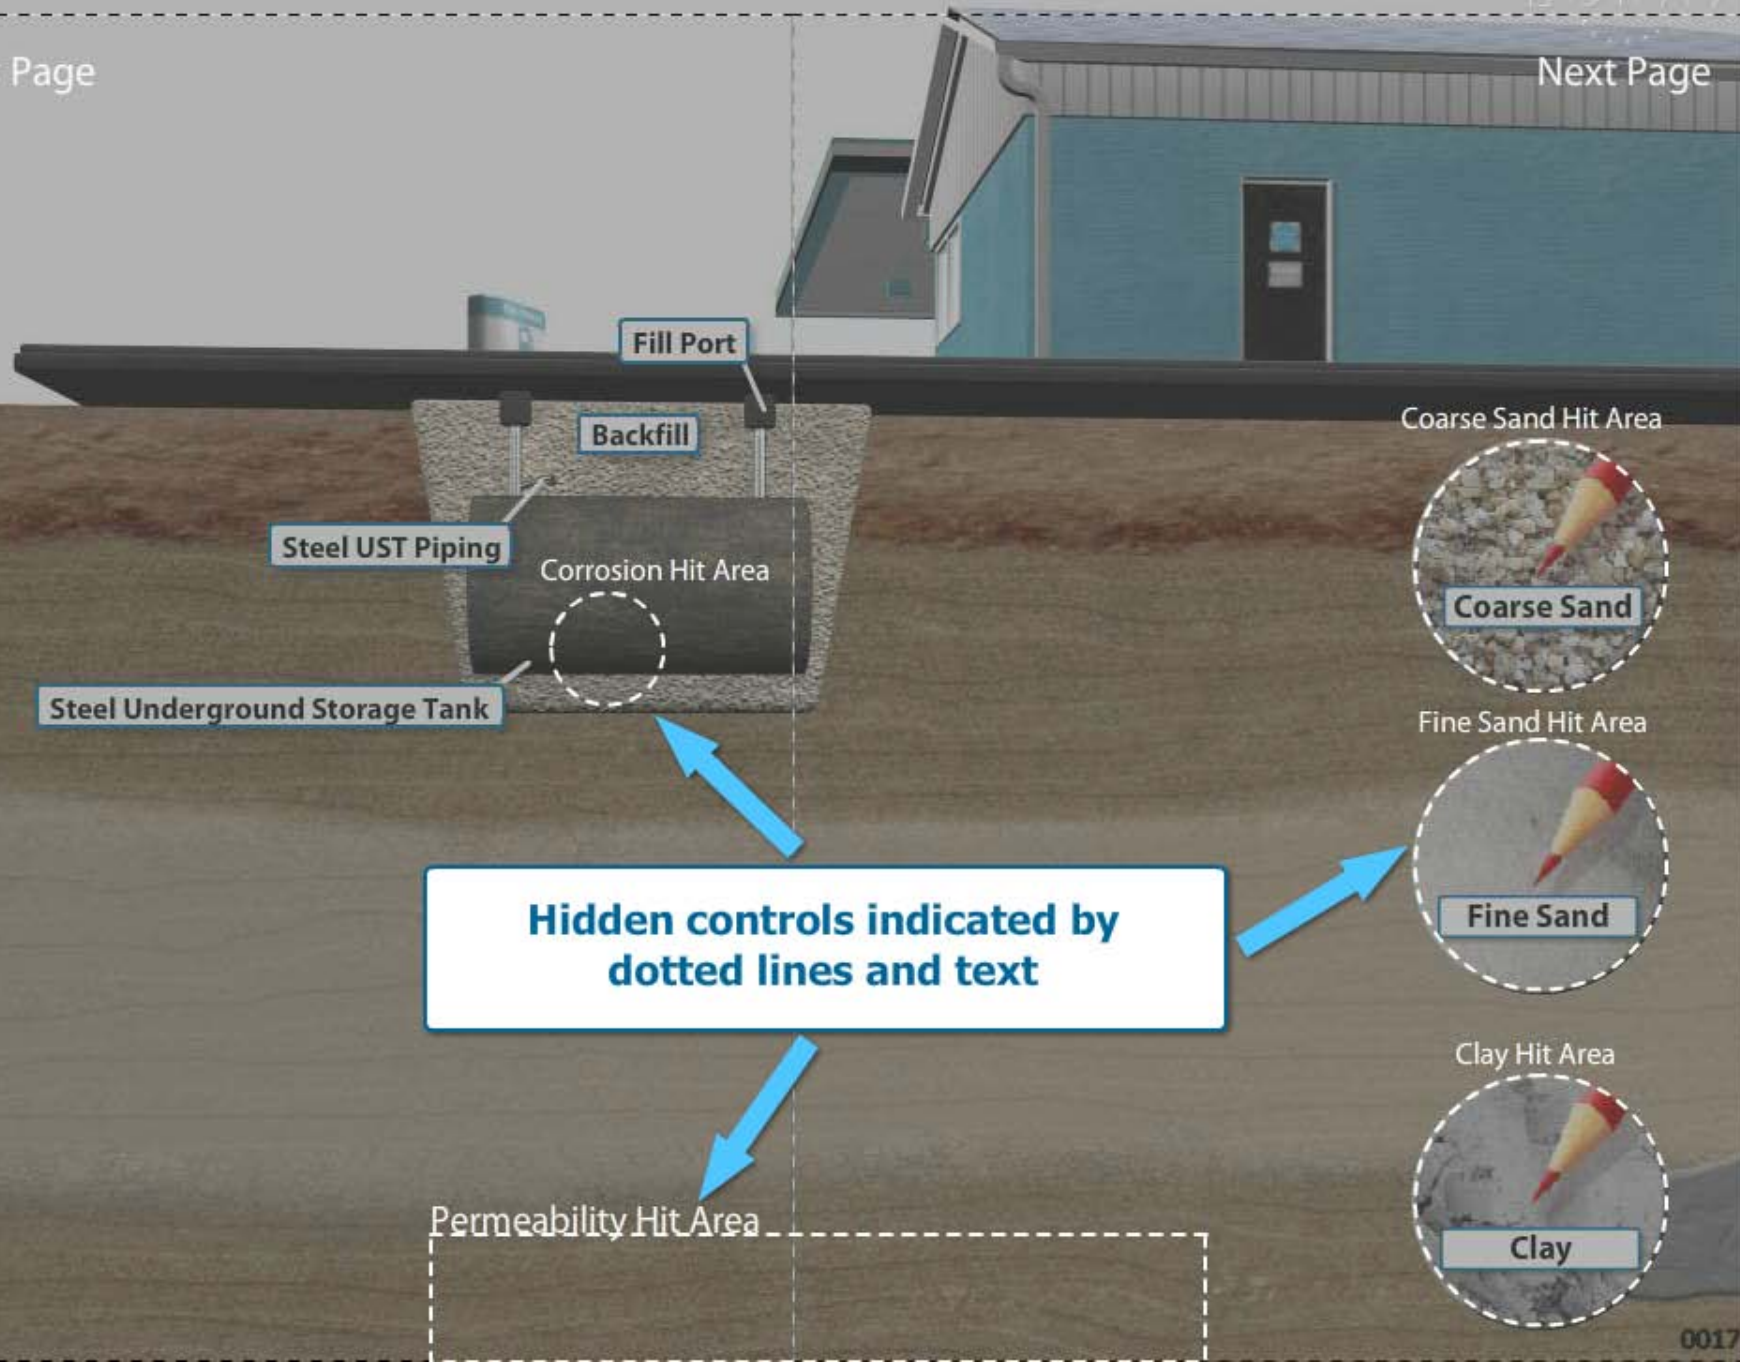 Page
Next Page
Fill Port
Backfill
Coarse Sand Hit Area
Steel UST Piping
Corrosion Hit Area
Coarse Sand
Steel Underground Storage Tank
Fine Sand Hit Area
Hidden controls indicated by
dotted lines and text
Fine Sand
Clay Hit Area
Permeability Hit Area
Clay
0017